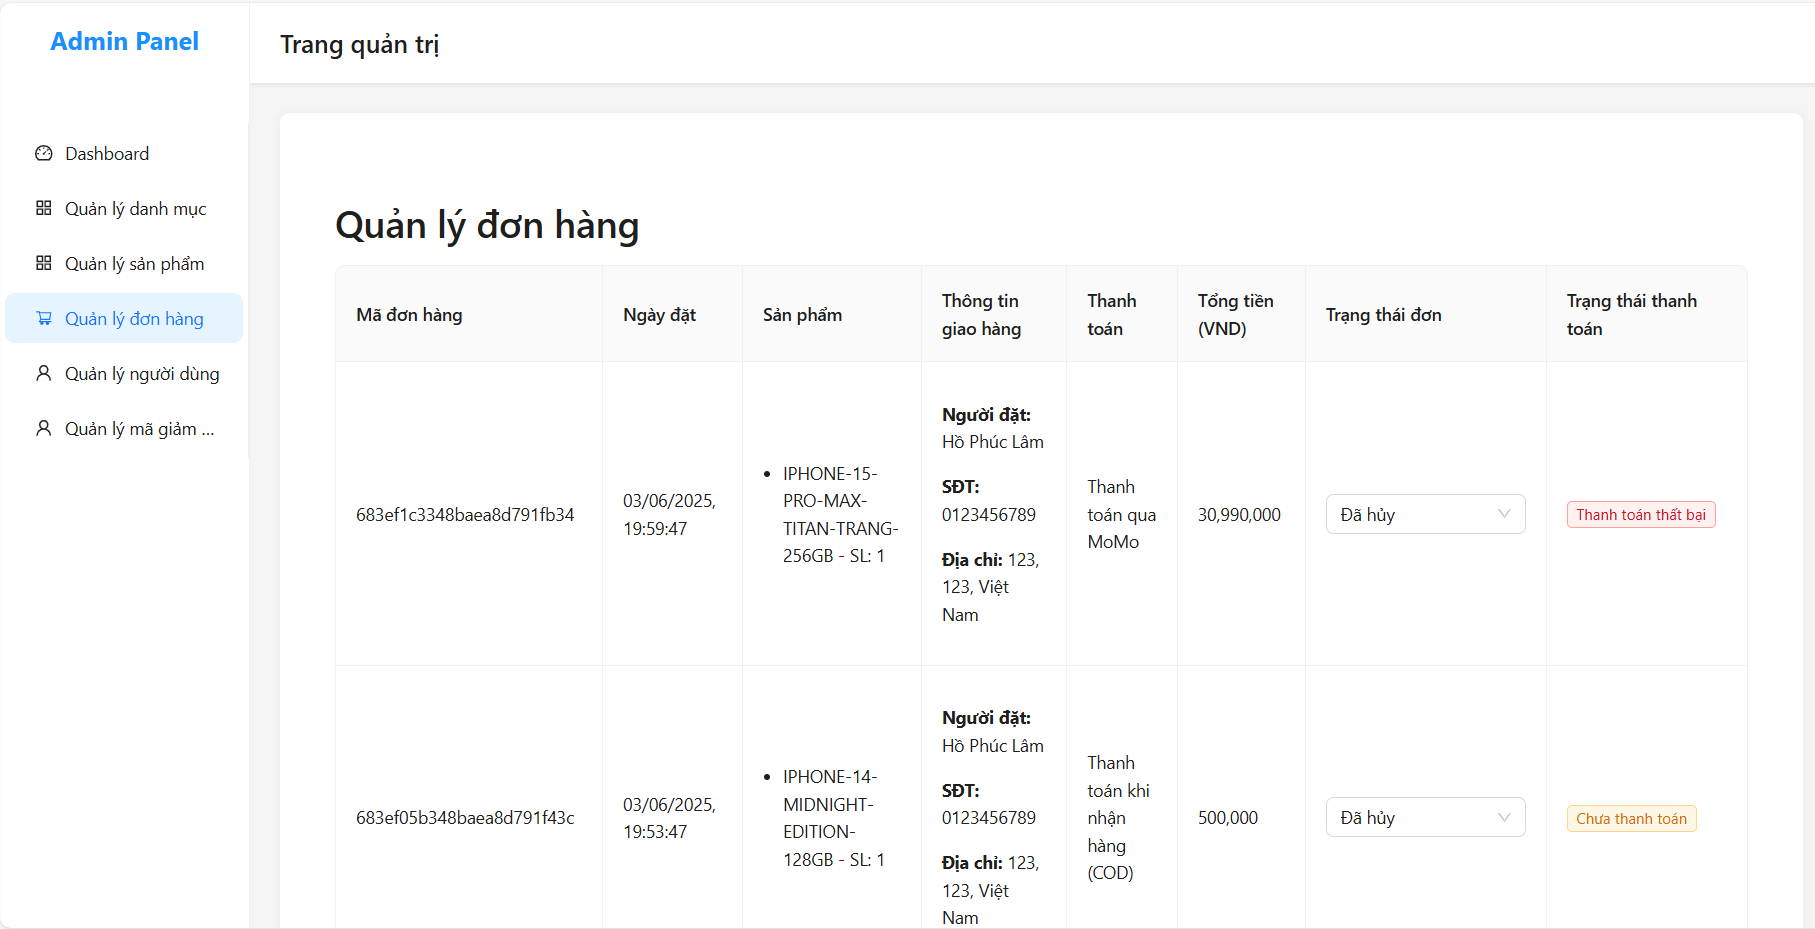 Admin Panel
Trang quản trị
Dashboard
Quản lý danh mục
Quản lý sản phẩm
Quản lý đơn hàng
Quản lý người dùng
Quản lý mã giảm ...
Quản lý đơn hàng
Mã đơn hàng
Ngày đặt
Sản phẩm
Thông tin
giao hàng
Thanh
toán
Tổng tiền
(VND)
Trạng thái đơn
Trạng thái thanh
toán
683ef1c3348baea8d791fb34
03/06/2025,
19:59:47
• IPHONE-15-
PRO-MAX-
TITAN-TRANG-
256GB - SL: 1
Người đặt:
Hồ Phúc Lâm
SĐT:
0123456789
Địa chỉ: 123,
123, Việt
Nam
Thanh
toán qua
MoMo
30,990,000
Đã hủy
Thanh toán thất bại
683ef05b348baea8d791f43c
03/06/2025,
19:53:47
• IPHONE-14-
MIDNIGHT-
EDITION-
128GB - SL: 1
Người đặt:
Hồ Phúc Lâm
SĐT:
0123456789
Địa chỉ: 123,
123, Việt
Nam
Thanh
toán khi
nhận
hàng
(COD)
500,000
Đã hủy
Chưa thanh toán